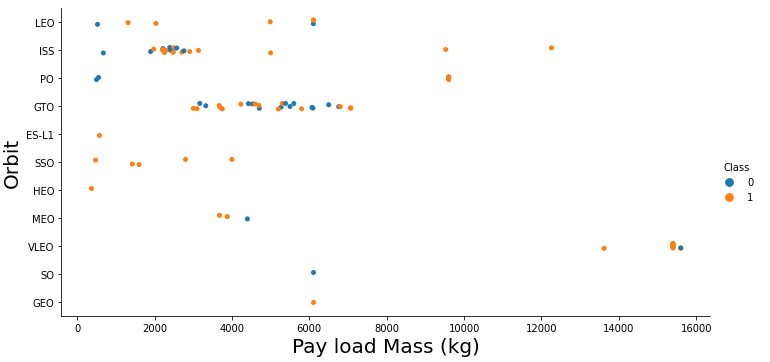 LEO
ISS
PO
GTO
ES-L1
SSO
HEO
MEO
VLEO
SO
GEO
Orbit
0 2000 4000 6000 8000 10000 12000 14000 16000
Pay load Mass (kg)
Class
0
1